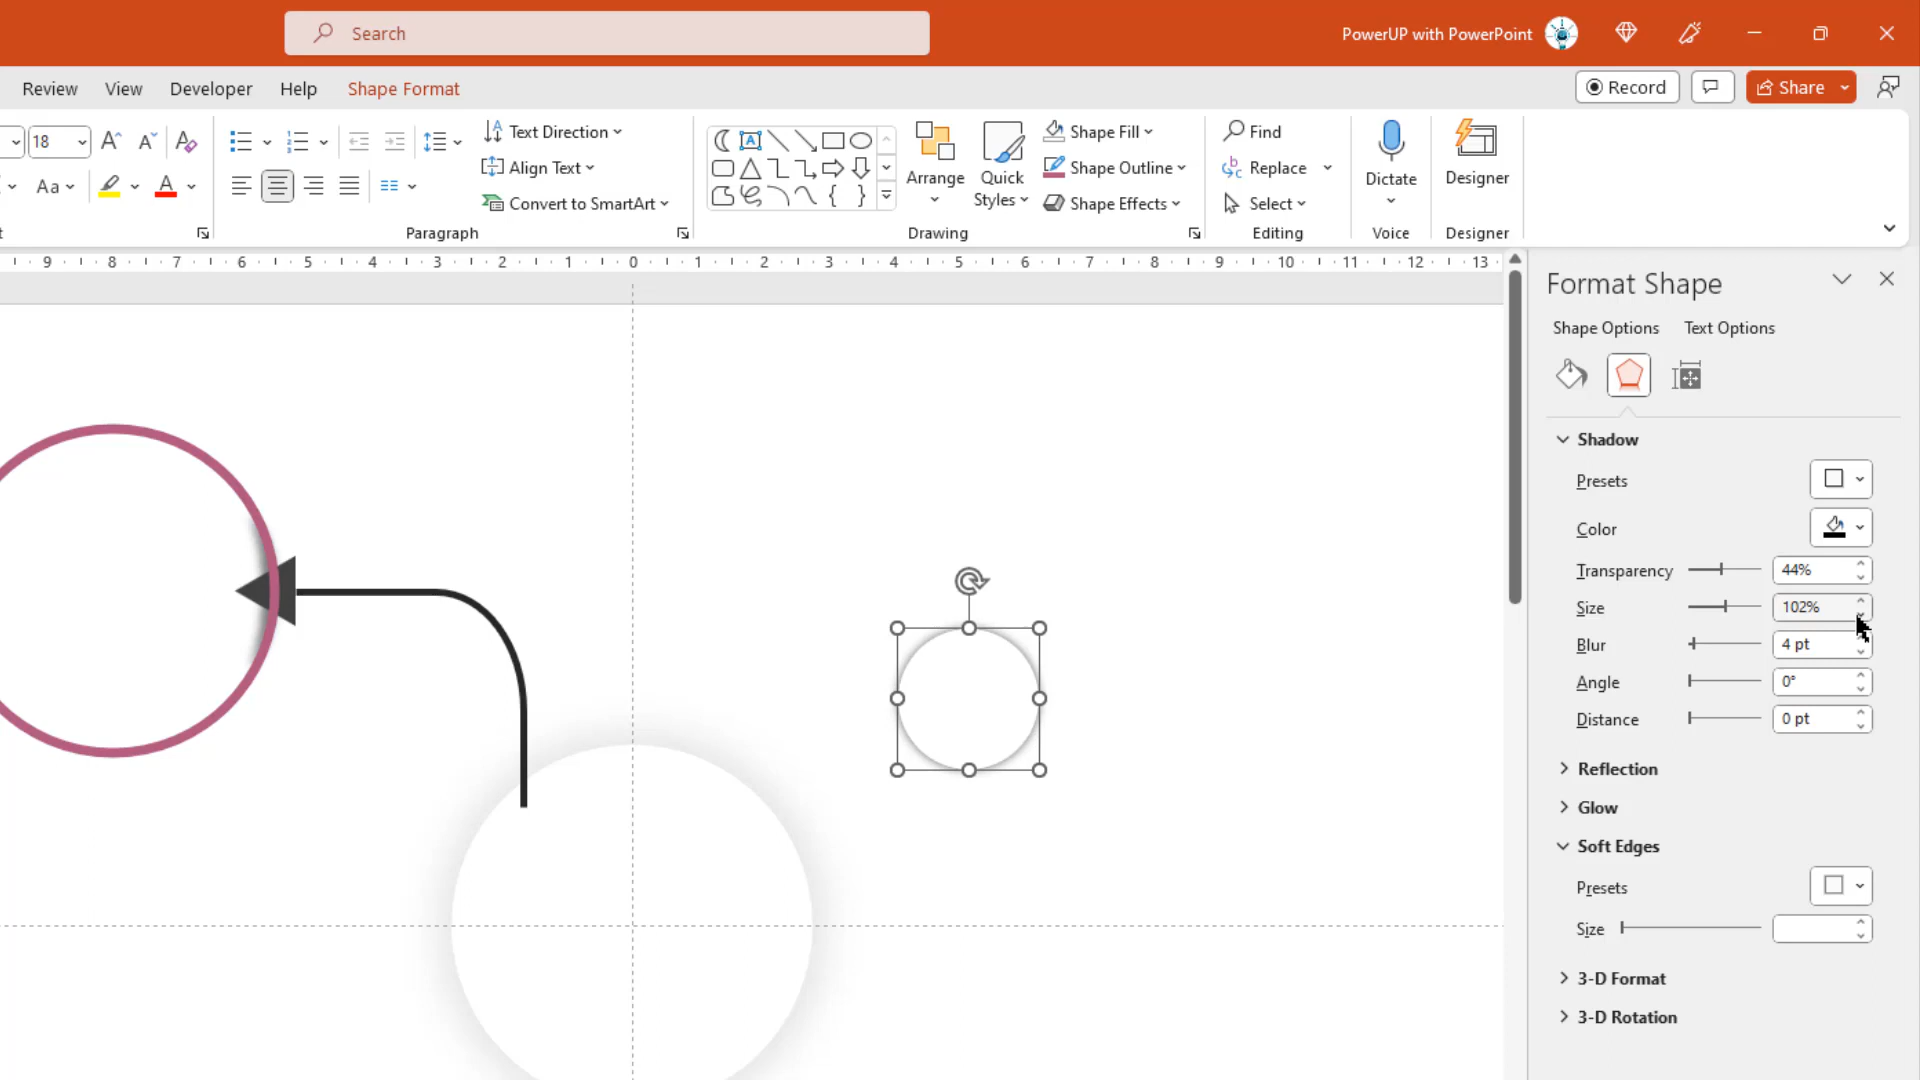 Search
PowerUP with PowerPoint
Review View Developer Help Shape Format
Record
Share
18
Aa
A
Text Direction
Align Text
Convert to SmartArt
Arrange
Quick
Styles
Shape Fill
Shape Outline
Shape Effects
Find
Replace
Select
Dictate
Designer
Paragraph
Drawing
Editing
Voice
Designer
9 8 7 6 5 4 3 2 1 0 1 2 3 4 5 6 7 8 9 10 11 12 13
Format Shape
Shape Options Text Options
Shadow
Presets
Color
Transparency 44%
Size 102%
Blur 4 pt
Angle 0°
Distance 0 pt
Reflection
Glow
Soft Edges
Presets
Size
3-D Format
3-D Rotation